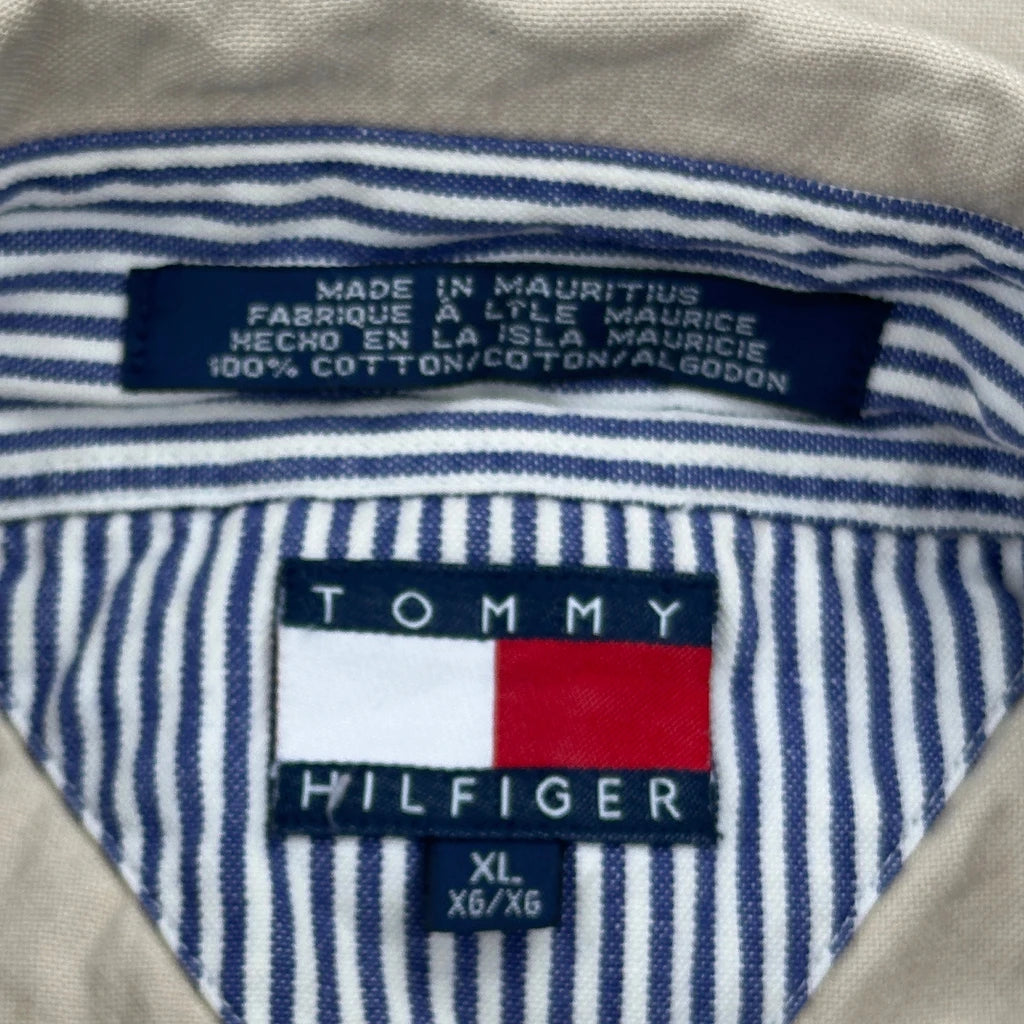 MADE IN MAURITIUS
FABRIQUE A L'ILE MAURICE
HECHO EN LA ISLA MAURICIE
100% COTTON/COTON/ALGODON
TOMMY
HILFIGER
XL
XG/XG